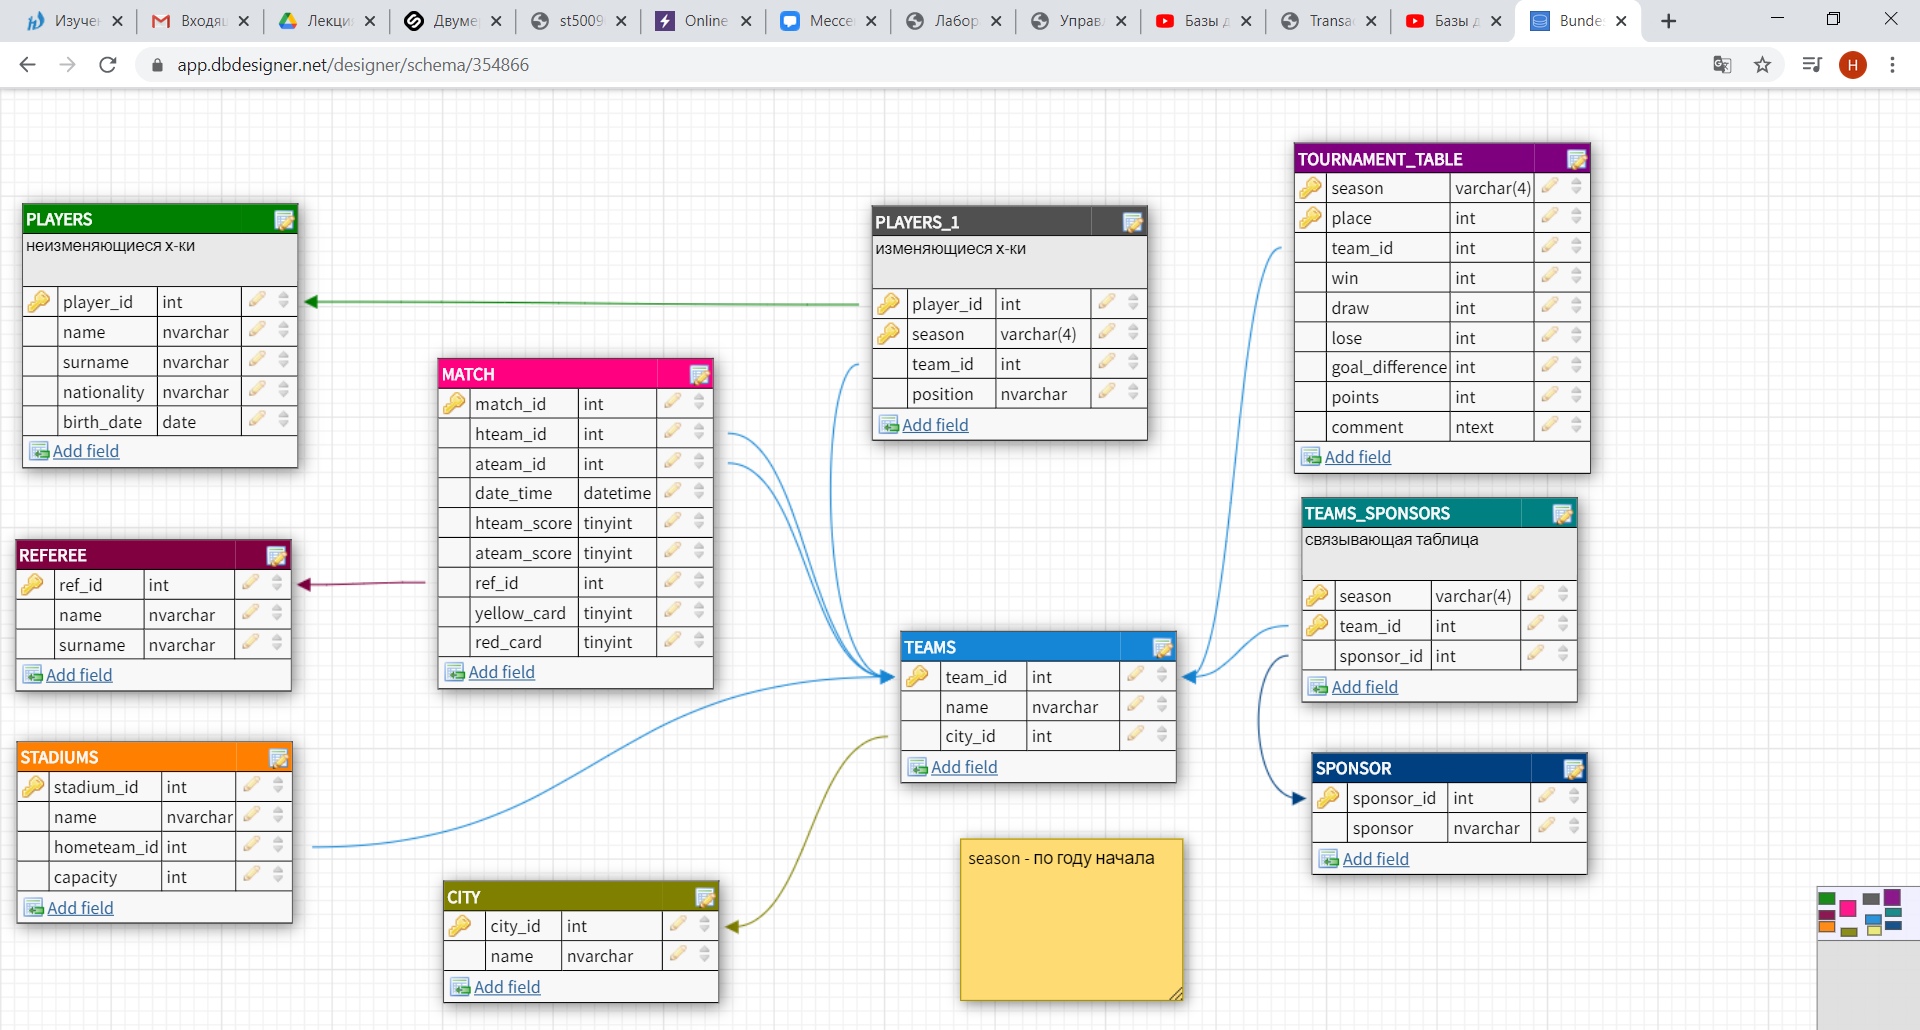 Изучен
Входящ
Лекци
Двуме
st5009
Online
Мессе
Лабор
Управ
Базы д
Transac
Базы д
Bunde
app.dbdesigner.net/designer/schema/354866
H
PLAYERS
неизменяющиеся х-ки
player_id int
name nvarchar
surname nvarchar
nationality nvarchar
birth_date date
Add field
REFEREE
ref_id int
name nvarchar
surname nvarchar
Add field
STADIUMS
stadium_id int
name nvarchar
hometeam_id int
capacity int
Add field
MATCH
match_id int
hteam_id int
ateam_id int
date_time datetime
hteam_score tinyint
ateam_score tinyint
ref_id int
yellow_card tinyint
red_card tinyint
Add field
CITY
city_id int
name nvarchar
Add field
PLAYERS_1
изменяющиеся х-ки
player_id int
season varchar(4)
team_id int
position nvarchar
Add field
TEAMS
team_id int
name nvarchar
city_id int
Add field
season - по году начала
TOURNAMENT_TABLE
season varchar(4)
place int
team_id int
win int
draw int
lose int
goal_difference int
points int
comment ntext
Add field
TEAMS_SPONSORS
связывающая таблица
season varchar(4)
team_id int
sponsor_id int
Add field
SPONSOR
sponsor_id int
sponsor nvarchar
Add field